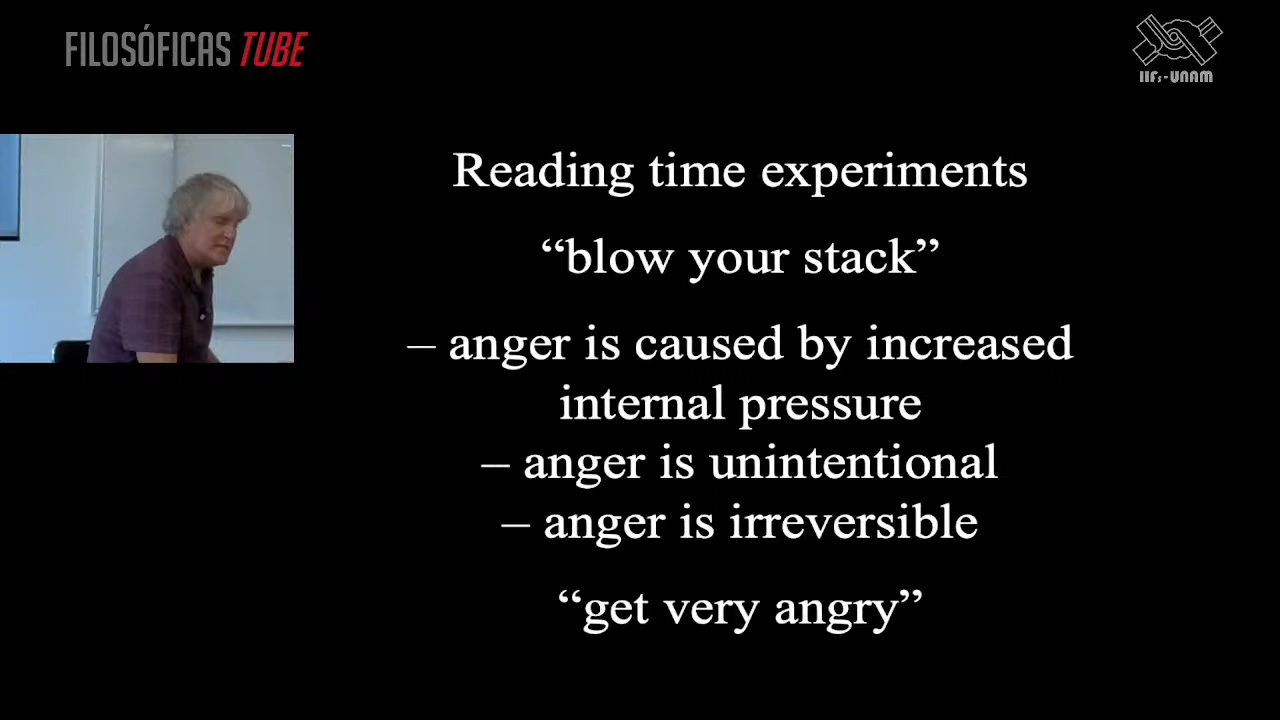 FILOSÓFICAS TUBE
IIFs-UNAM
Reading time experiments
“blow your stack”
– anger is caused by increased
internal pressure
– anger is unintentional
– anger is irreversible
“get very angry”